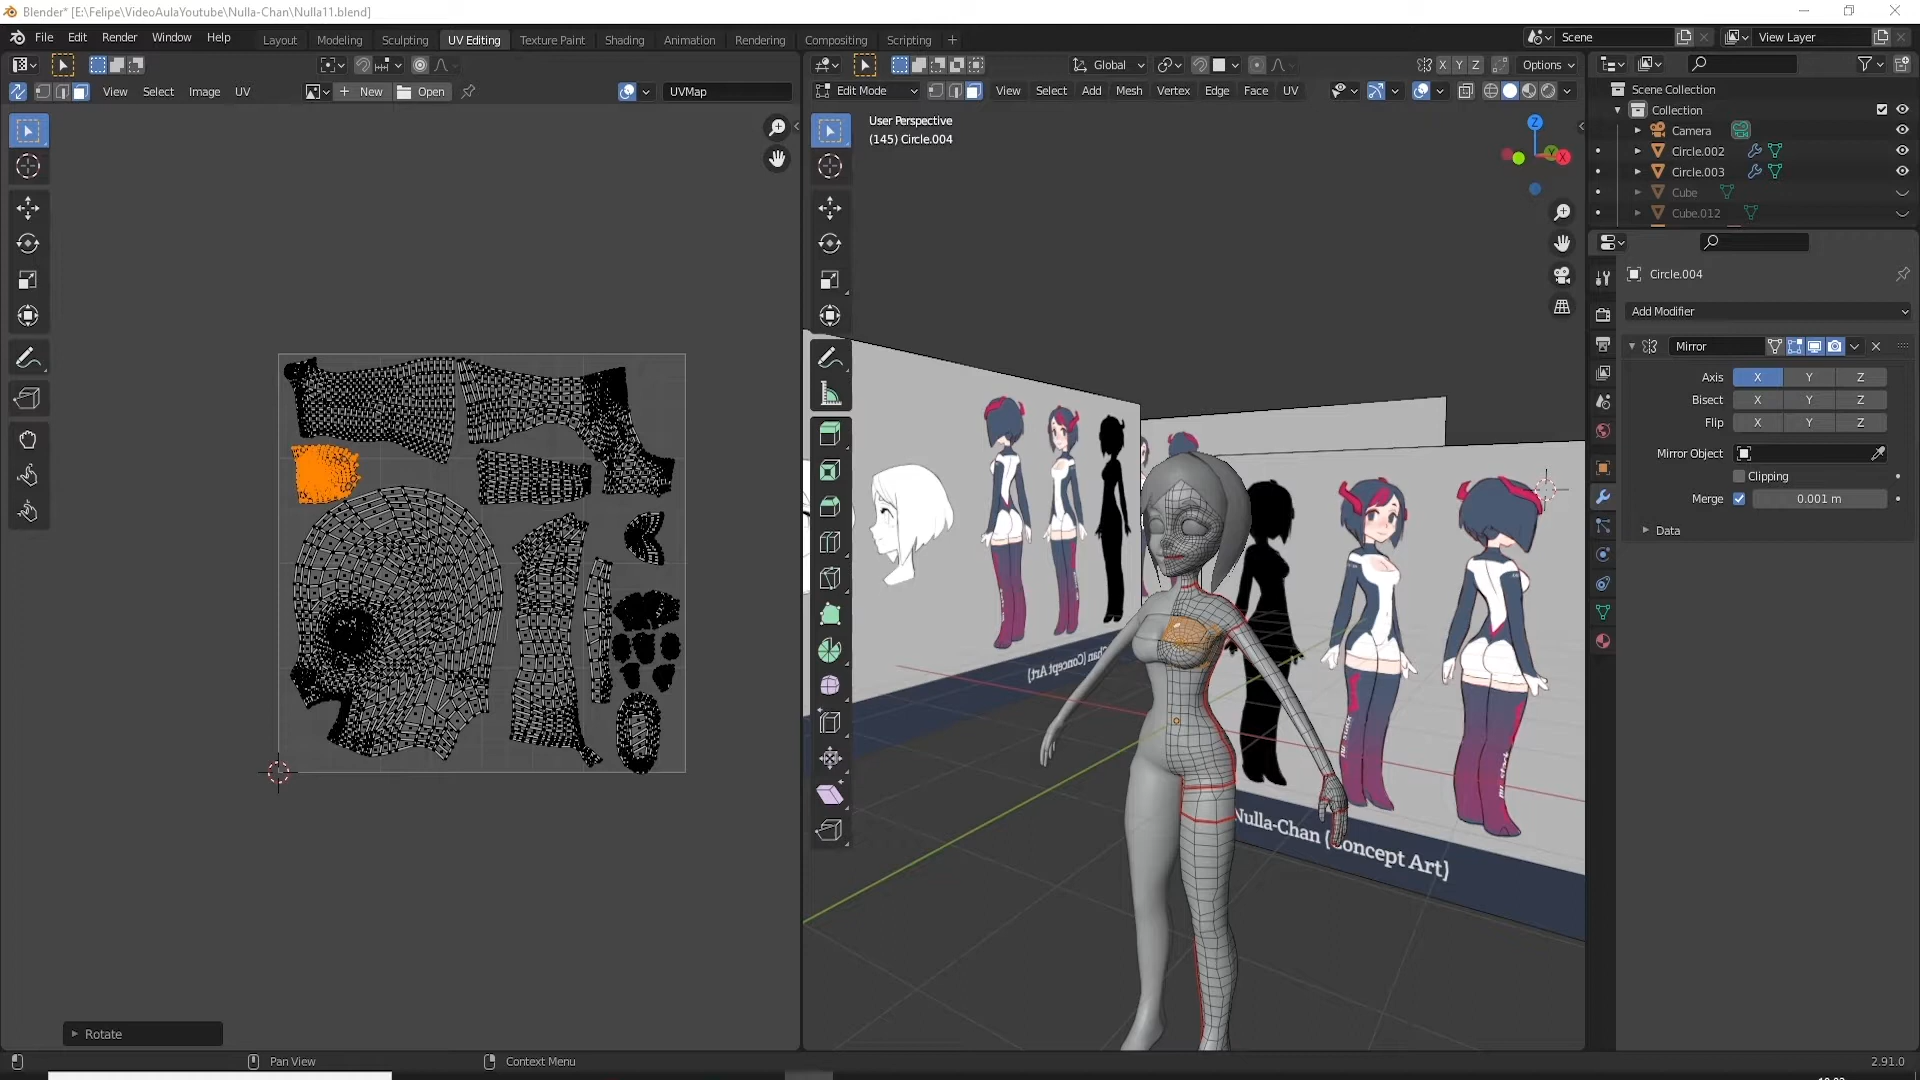 Blender* [E:\Felipe\VideoAulaYoutube\Nulla-Chan\Nulla11.blend]
File Edit Render Window Help
Layout Modeling Sculpting UV Editing Texture Paint Shading Animation Rendering Compositing Scripting +
Scene
View Layer
Global
X Y Z
Options
View Select Image UV
New
Open
UVMap
Edit Mode
View Select Add Mesh Vertex Edge Face UV
User Perspective
(145) Circle.004
Z
Y
X
Scene Collection
Collection
Camera
Circle.002
Circle.003
Cube
Cube.012
Circle.004
Add Modifier
Mirror
Axis X Y Z
Bisect X Y Z
Flip X Y Z
Mirror Object
Clipping
Merge 0.001 m
Data
Nulla-Chan (Concept Art)
Rotate
Pan View
Context Menu
2.91.0